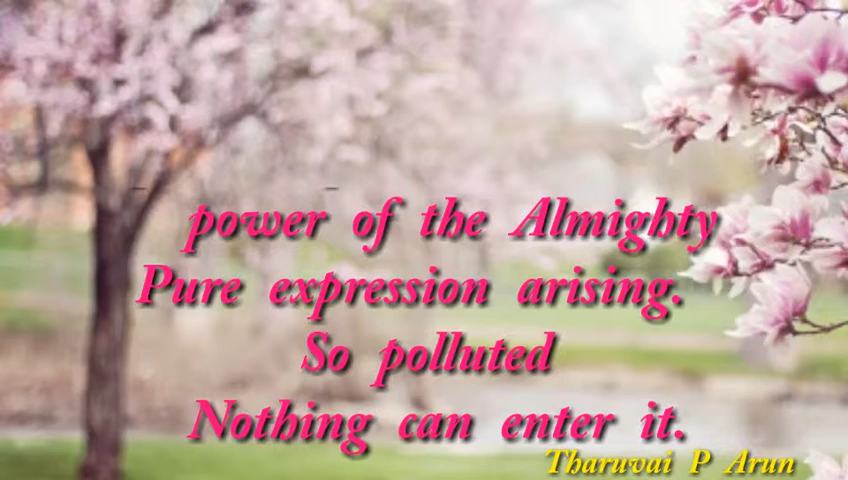 power of the Almighty
Pure expression arising.
So polluted
Nothing can enter it.
Tharuvai P Arun